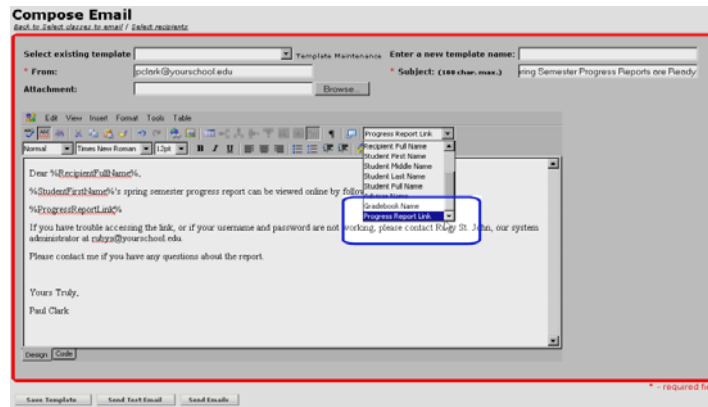 Compose Email
Back to Select classes to email / Select recipients
Select existing template
Template Maintenance
Enter a new template name:
* From:
pclark@yourschool.edu
* Subject: (100 char. max.)
ring Semester Progress Reports are Ready
Attachment:
Browse...
Edit View Insert Format Tools Table
Progress Report Link
Normal
Times New Roman
12pt
B I U
Recipient Full Name
Student First Name
Student Middle Name
Student Last Name
Student Full Name
Advisor Name
Gradebook Name
Progress Report Link
Dear %RecipientFullName%,
%StudentFirstName%'s spring semester progress report can be viewed online by follow
%ProgressReportLink%
If you have trouble accessing the link, or if your username and password are not working, please contact Ruby St. John, our system
administrator at rubys@yourschool.edu.
Please contact me if you have any questions about the report.
Yours Truly,
Paul Clark
Design Code
* - required fi
Save Template
Send Test Email
Send Emails